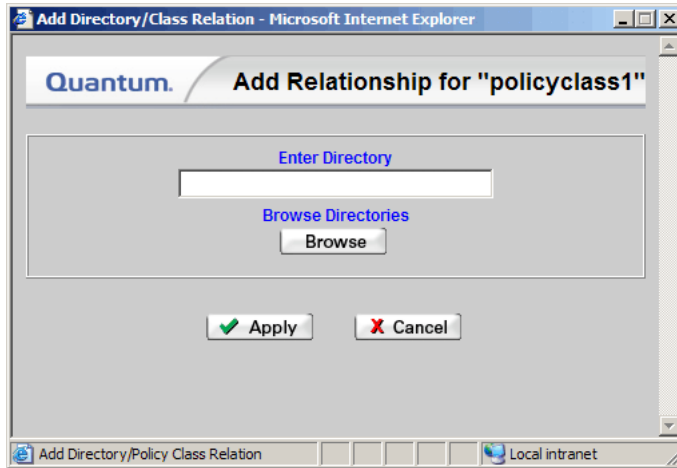 Add Directory/Class Relation - Microsoft Internet Explorer
Quantum. Add Relationship for "policyclass1"
Enter Directory
Browse Directories
Browse
Apply Cancel
Add Directory/Policy Class Relation Local intranet